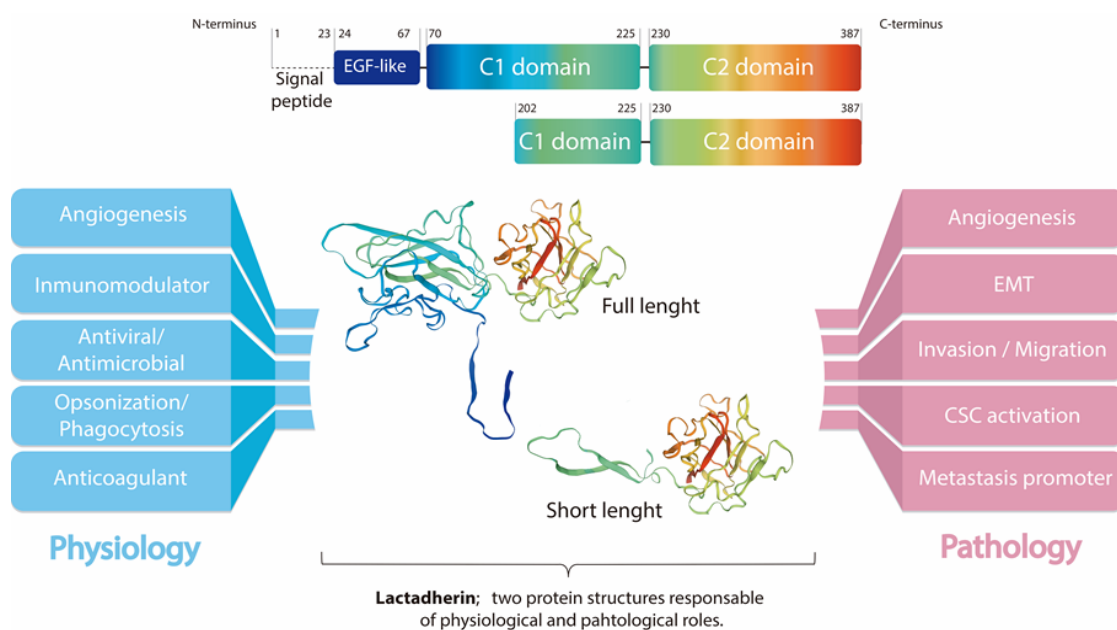 N-terminus
C-terminus
1
23
24
67
70
225
230
387
Signal
peptide
EGF-like
C1 domain
C2 domain
202
225
230
387
C1 domain
C2 domain
Angiogenesis
Inmunomodulator
Antiviral/
Antimicrobial
Opsonization/
Phagocytosis
Anticoagulant
Physiology
Full lenght
Short lenght
Angiogenesis
EMT
Invasion / Migration
CSC activation
Metastasis promoter
Pathology
Lactadherin; two protein structures responsable
of physiological and pahtological roles.